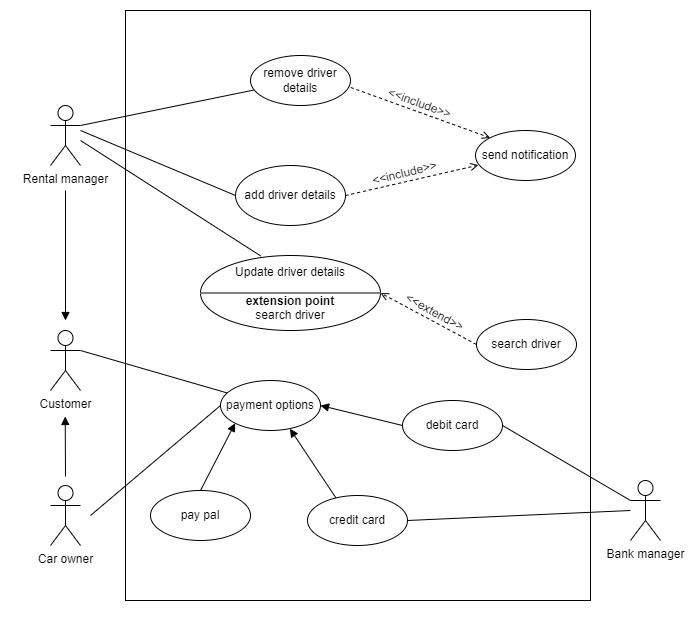 remove driver
details
<<include>>
send notification
Rental manager
<<include>>
add driver details
Update driver details
extension point
search driver
<<extend>>
search driver
Customer
payment options
debit card
pay pal
credit card
Car owner
Bank manager